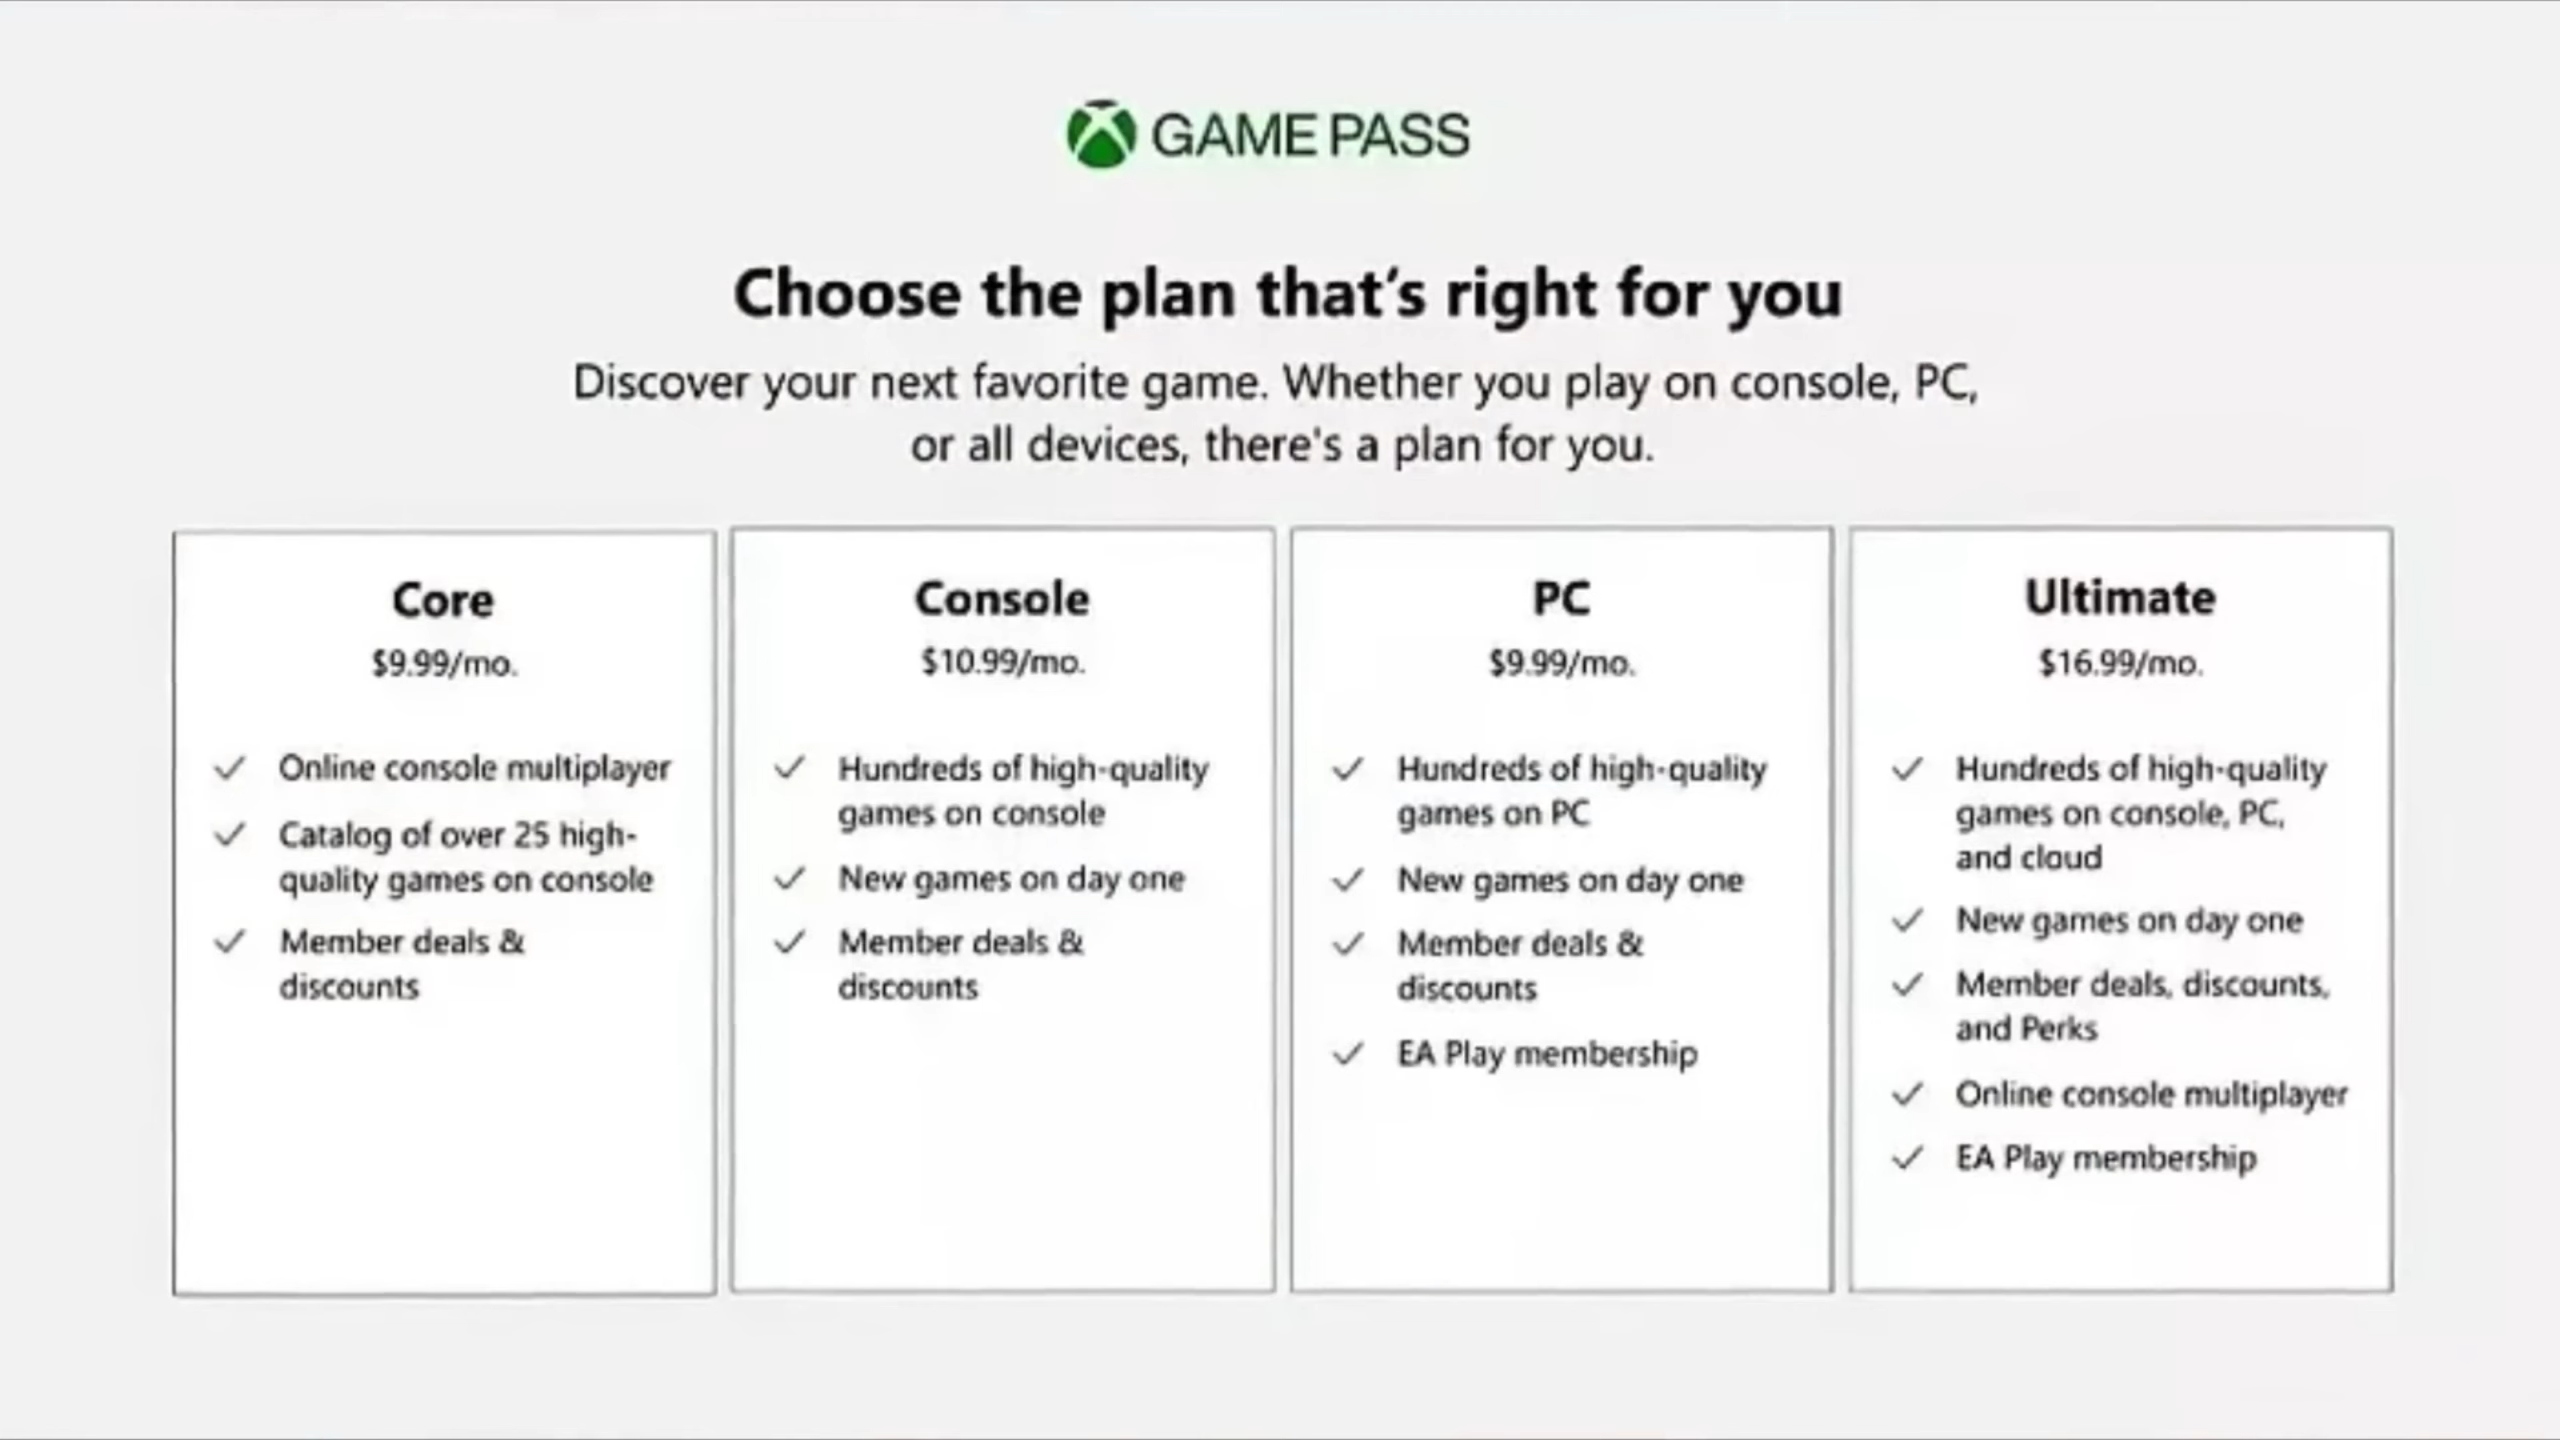 GAME PASS
Choose the plan that's right for you
Discover your next favorite game. Whether you play on console, PC,
or all devices, there's a plan for you.
Core
$9.99/mo.
Online console multiplayer
Catalog of over 25 high-
quality games on console
Member deals &
discounts
Console
$10.99/mo.
Hundreds of high-quality
games on console
New games on day one
Member deals &
discounts
PC
$9.99/mo.
Hundreds of high-quality
games on PC
New games on day one
Member deals &
discounts
EA Play membership
Ultimate
$16.99/mo.
Hundreds of high-quality
games on console, PC,
and cloud
New games on day one
Member deals, discounts,
and Perks
Online console multiplayer
EA Play membership